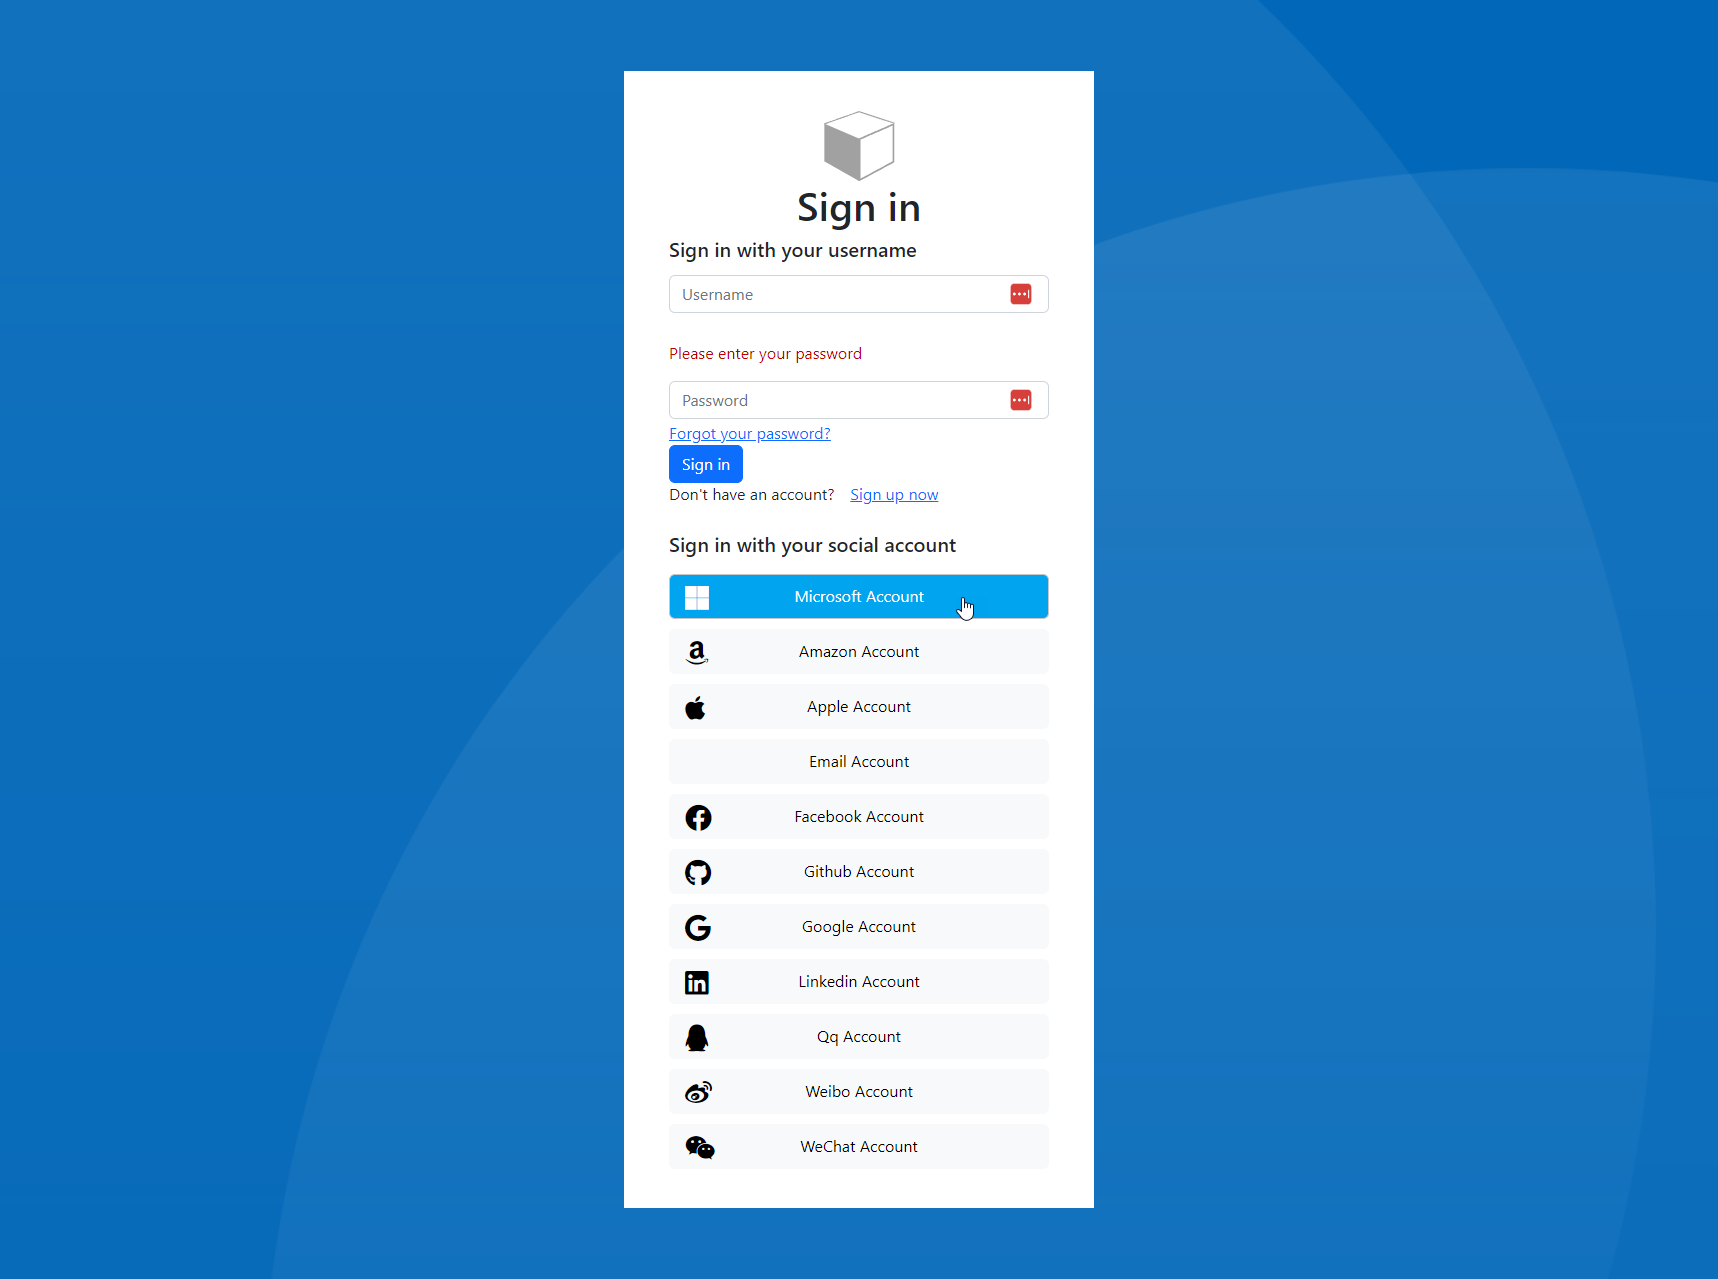 Sign in
Sign in with your username
Username
Please enter your password
Password
Forgot your password?
Sign in
Don't have an account? Sign up now
Sign in with your social account
Microsoft Account
Amazon Account
Apple Account
Email Account
Facebook Account
Github Account
Google Account
Linkedin Account
Qq Account
Weibo Account
WeChat Account